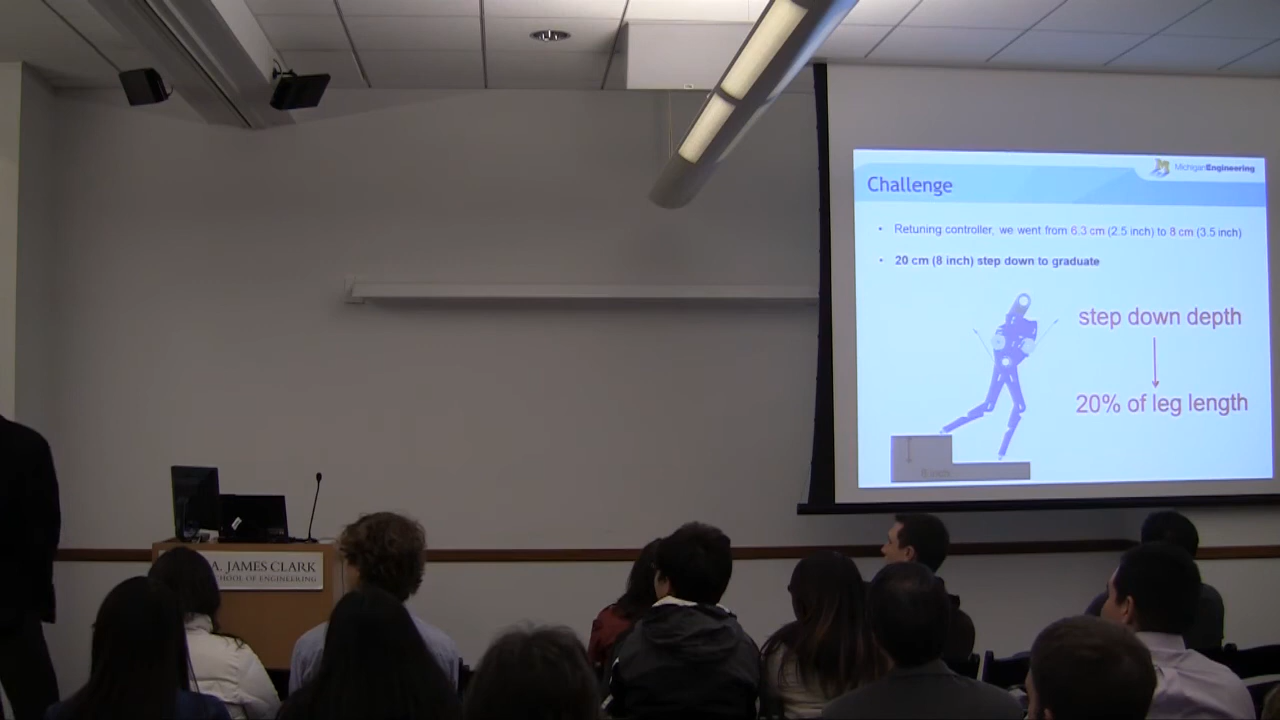 MichiganEngineering
Challenge
• Retuning controller, we went from 6.3 cm (2.5 inch) to 8 cm (3.5 inch)
• 20 cm (8 inch) step down to graduate
step down depth
20% of leg length
inch
A. JAMES CLARK
SCHOOL OF ENGINEERING